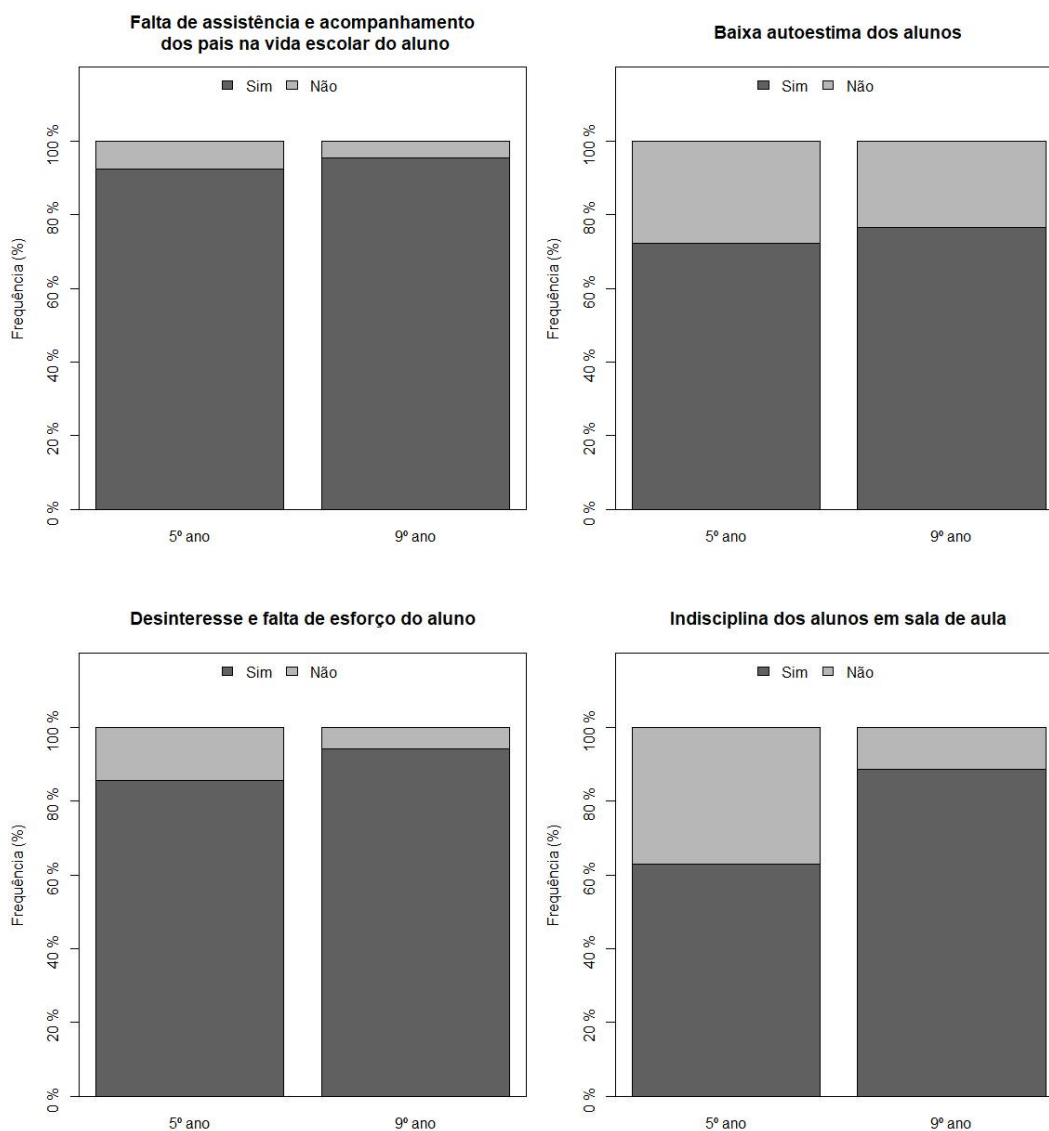 Falta de assistência e acompanhamento
dos pais na vida escolar do aluno
Sim Não
Frequência (%)
100 %
80 %
60 %
40 %
20 %
0 %
5º ano 9º ano
Baixa autoestima dos alunos
Sim Não
Frequência (%)
100 %
80 %
60 %
40 %
20 %
0 %
5º ano 9º ano
Desinteresse e falta de esforço do aluno
Sim Não
Frequência (%)
100 %
80 %
60 %
40 %
20 %
0 %
5º ano 9º ano
Indisciplina dos alunos em sala de aula
Sim Não
Frequência (%)
100 %
80 %
60 %
40 %
20 %
0 %
5º ano 9º ano